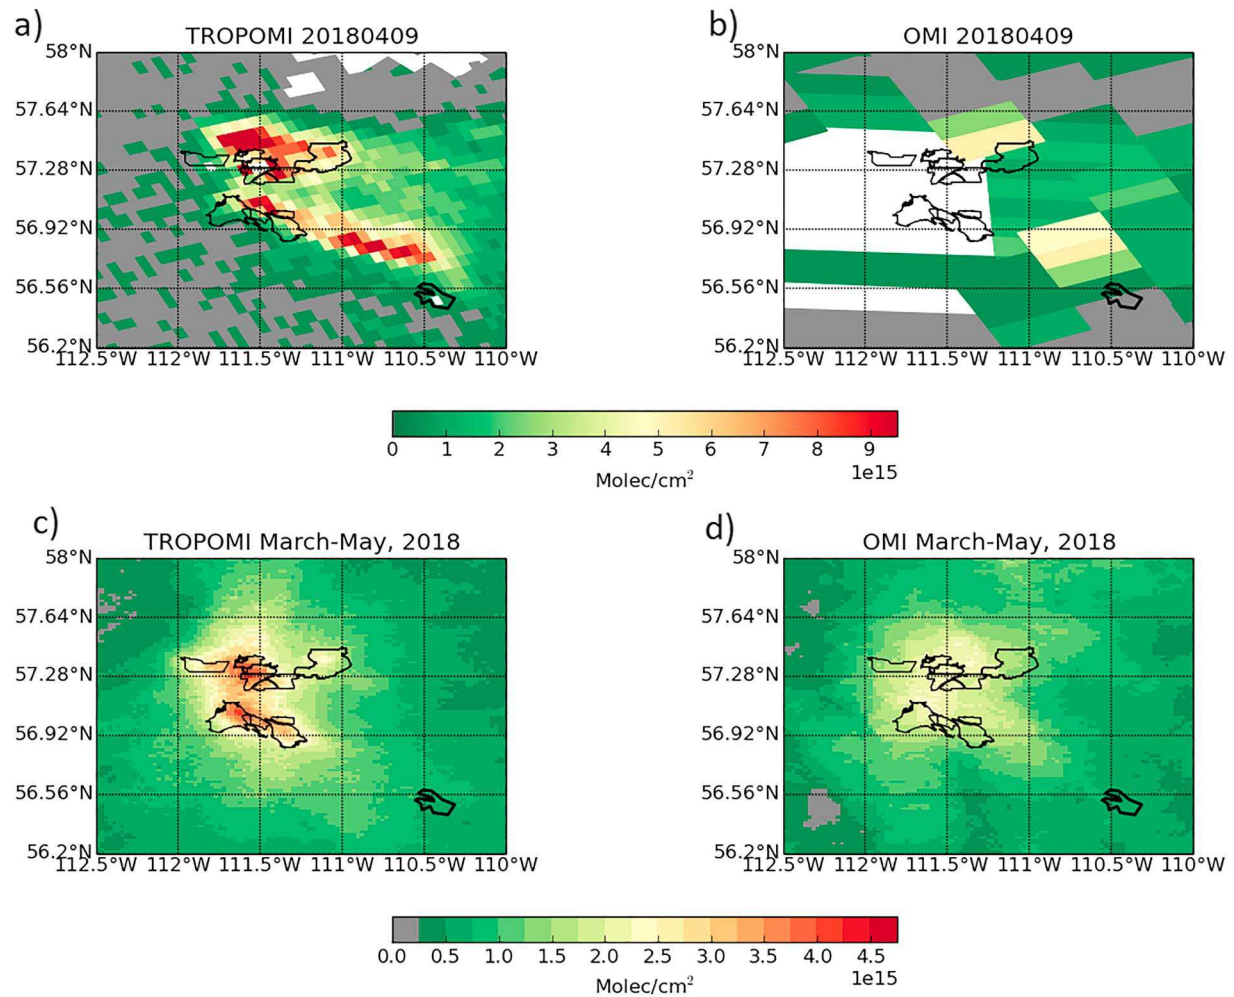 a)
TROPOMI 20180409
58°N
57.64°N
57.28°N
56.92°N
56.56°N
56.2°N
112.5°W 112°W 111.5°W 111°W 110.5°W 110°W
b)
OMI 20180409
58°N
57.64°N
57.28°N
56.92°N
56.56°N
56.2°N
112.5°W 112°W 111.5°W 111°W 110.5°W 110°W
0 1 2 3 4 5 6 7 8 9
1e15
Molec/cm²
c)
TROPOMI March-May, 2018
58°N
57.64°N
57.28°N
56.92°N
56.56°N
56.2°N
112.5°W 112°W 111.5°W 111°W 110.5°W 110°W
d)
OMI March-May, 2018
58°N
57.64°N
57.28°N
56.92°N
56.56°N
56.2°N
112.5°W 112°W 111.5°W 111°W 110.5°W 110°W
0.0 0.5 1.0 1.5 2.0 2.5 3.0 3.5 4.0 4.5
1e15
Molec/cm²